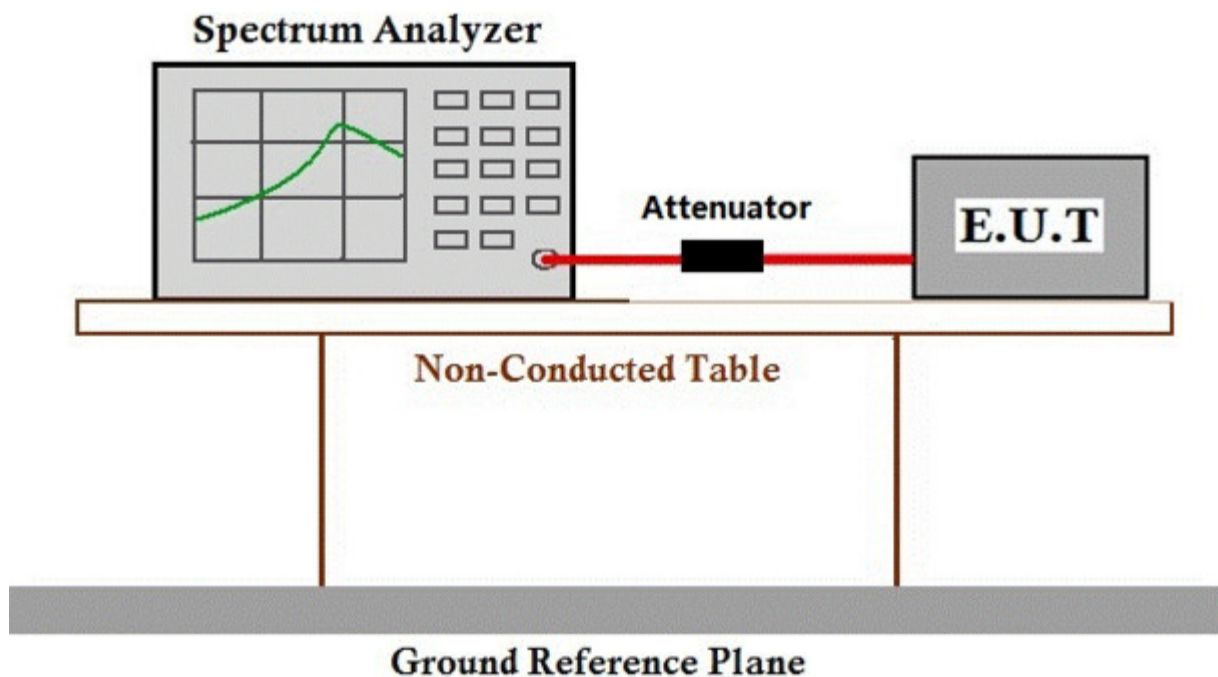 Spectrum Analyzer
Attenuator
E.U.T
Non-Conducted Table
Ground Reference Plane